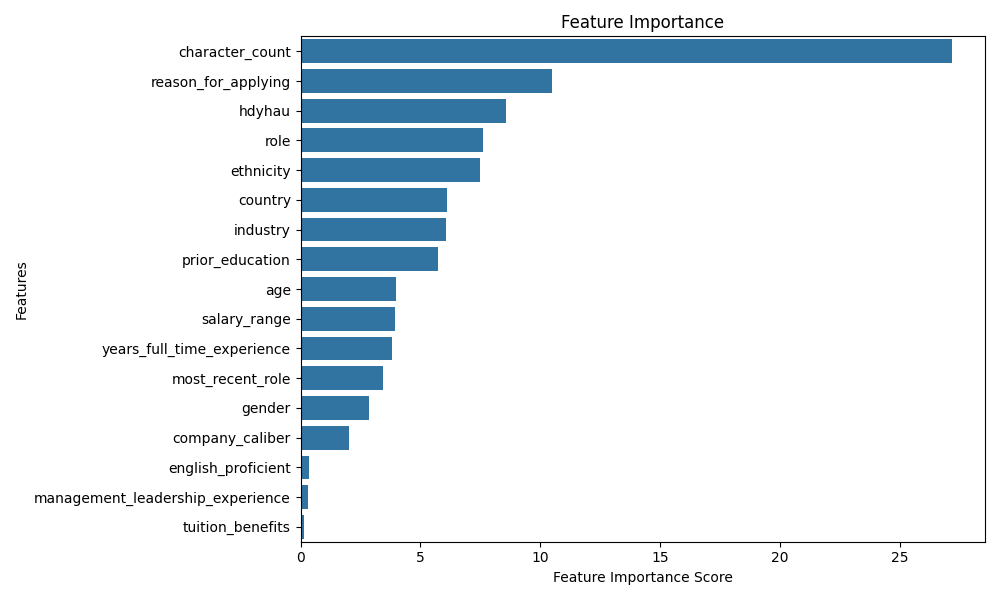 Feature Importance
character_count
reason_for_applying
hdyhau
role
ethnicity
country
industry
prior_education
age
salary_range
years_full_time_experience
most_recent_role
gender
company_caliber
english_proficient
management_leadership_experience
tuition_benefits
Features
0 5 10 15 20 25
Feature Importance Score